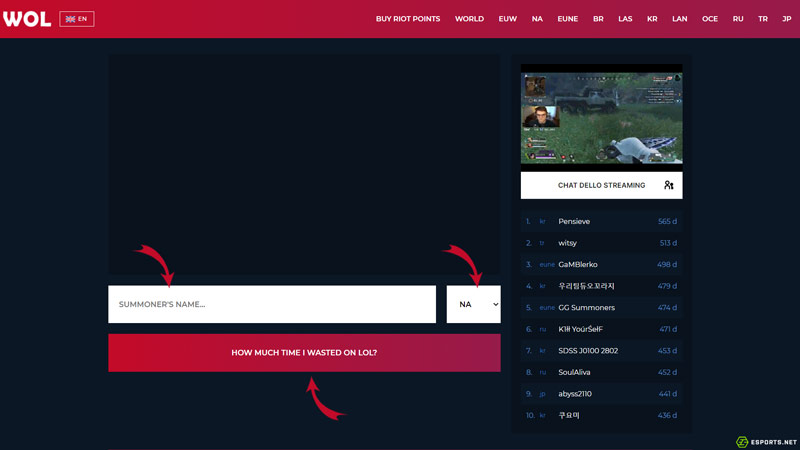 WOL
EN
BUY RIOT POINTS WORLD EUW NA EUNE BR LAS KR LAN OCE RU TR JP
CHAT DELLO STREAMING
1. kr Pensieve 565 d
2. tr witsy 513 d
3. eune GaMBlerko 498 d
4. kr 우리팀듀오꼬라지 479 d
5. eune GG Summoners 474 d
6. ru 471 d
7. kr SDSS J0100 2802 453 d
8. ru SoulAliva 452 d
9. jp abyss2110 441 d
10. kr 쿠요미 436 d
SUMMONER'S NAME...
NA
HOW MUCH TIME I WASTED ON LOL?
ESPORTS.NET